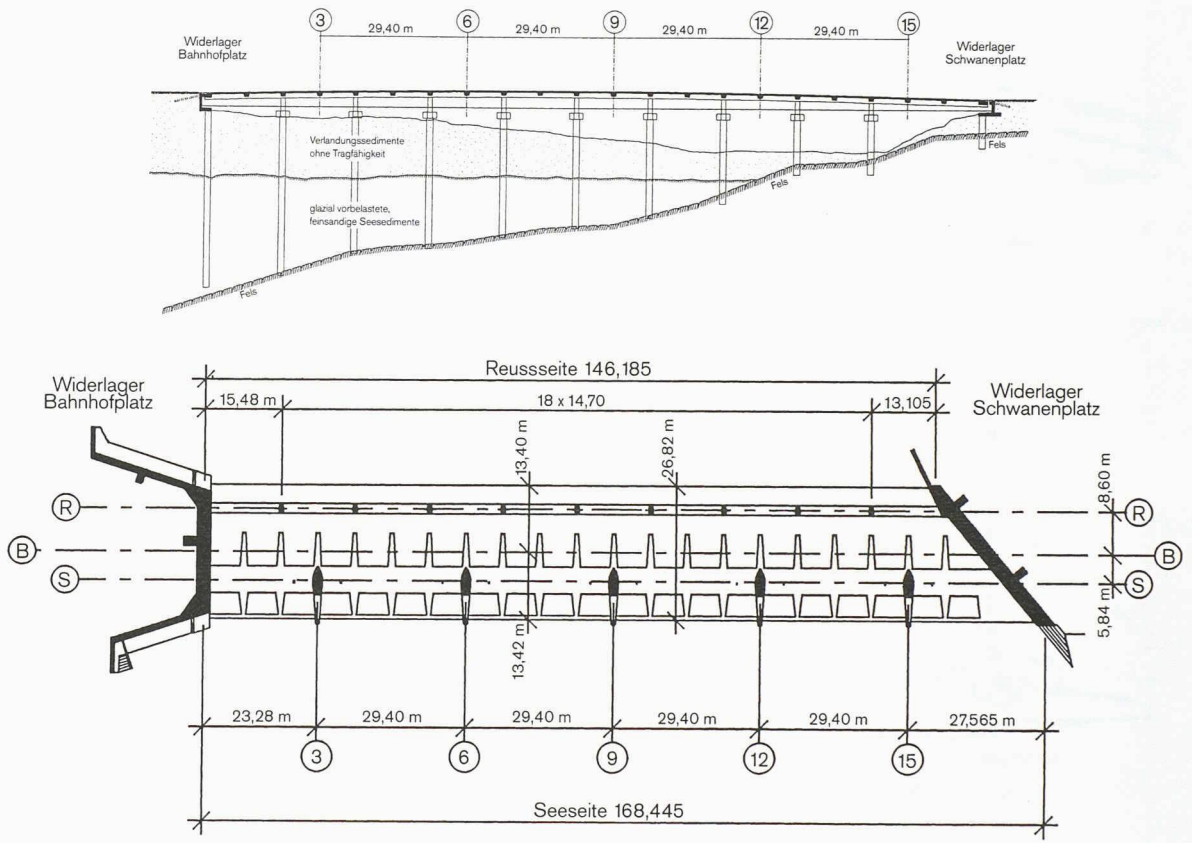 3 6 9 12 15
29,40 m 29,40 m 29,40 m 29,40 m
Widerlager
Bahnhofplatz
Widerlager
Schwanenplatz
Verlandungssedimente
ohne Tragfähigkeit
Fels
Fels
glazial vorbelastete,
feinsandige Seesedimente
Fels
Reussseite 146,185
Widerlager
Bahnhofplatz
Widerlager
Schwanenplatz
15,48 m 18 x 14,70 13,105
13,40 m
26,82 m
8,60 m
R R
B B
S S
5,84 m
13,42 m
23,28 m 29,40 m 29,40 m 29,40 m 29,40 m 27,565 m
3 6 9 12 15
Seeseite 168,445